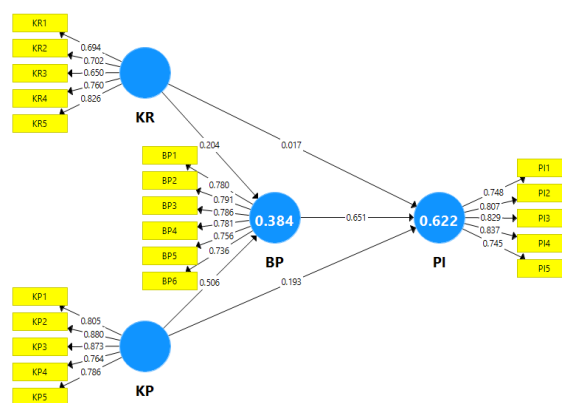 KR1
KR2
KR3
KR4
KR5
0.694
0.702
0.650
0.760
0.826
KR
0.204
0.017
BP1
BP2
BP3
BP4
BP5
BP6
0.780
0.791
0.786
0.781
0.756
0.736
0.384
BP
0.651
0.622
PI
0.748
0.807
0.829
0.837
0.745
PI1
PI2
PI3
PI4
PI5
0.506
0.193
KP1
KP2
KP3
KP4
KP5
0.805
0.880
0.873
0.764
0.786
KP